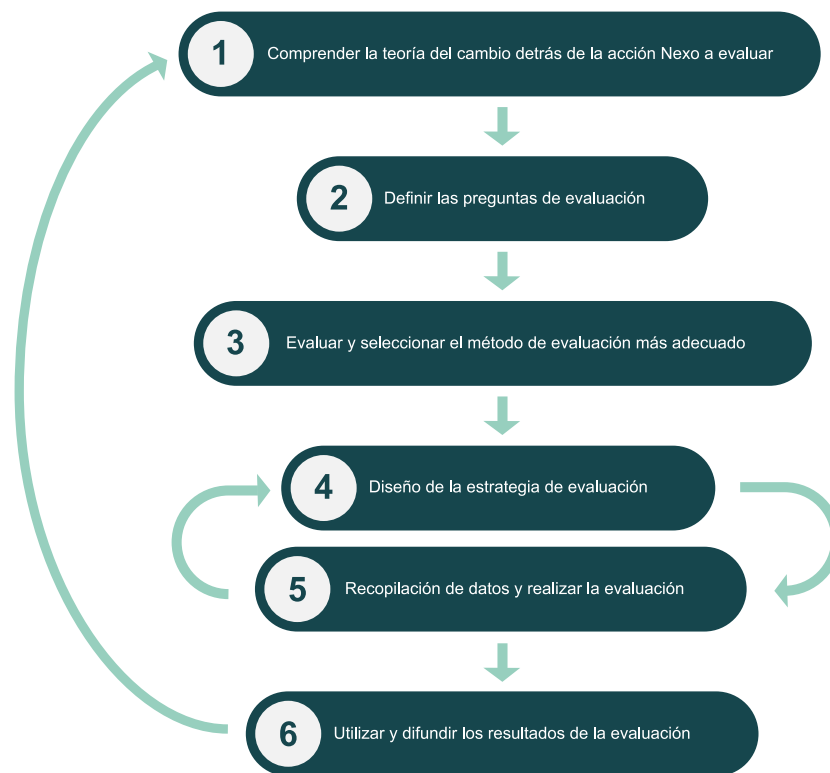 1 Comprender la teoría del cambio detrás de la acción Nexo a evaluar
2 Definir las preguntas de evaluación
3 Evaluar y seleccionar el método de evaluación más adecuado
4 Diseño de la estrategia de evaluación
5 Recopilación de datos y realizar la evaluación
6 Utilizar y difundir los resultados de la evaluación